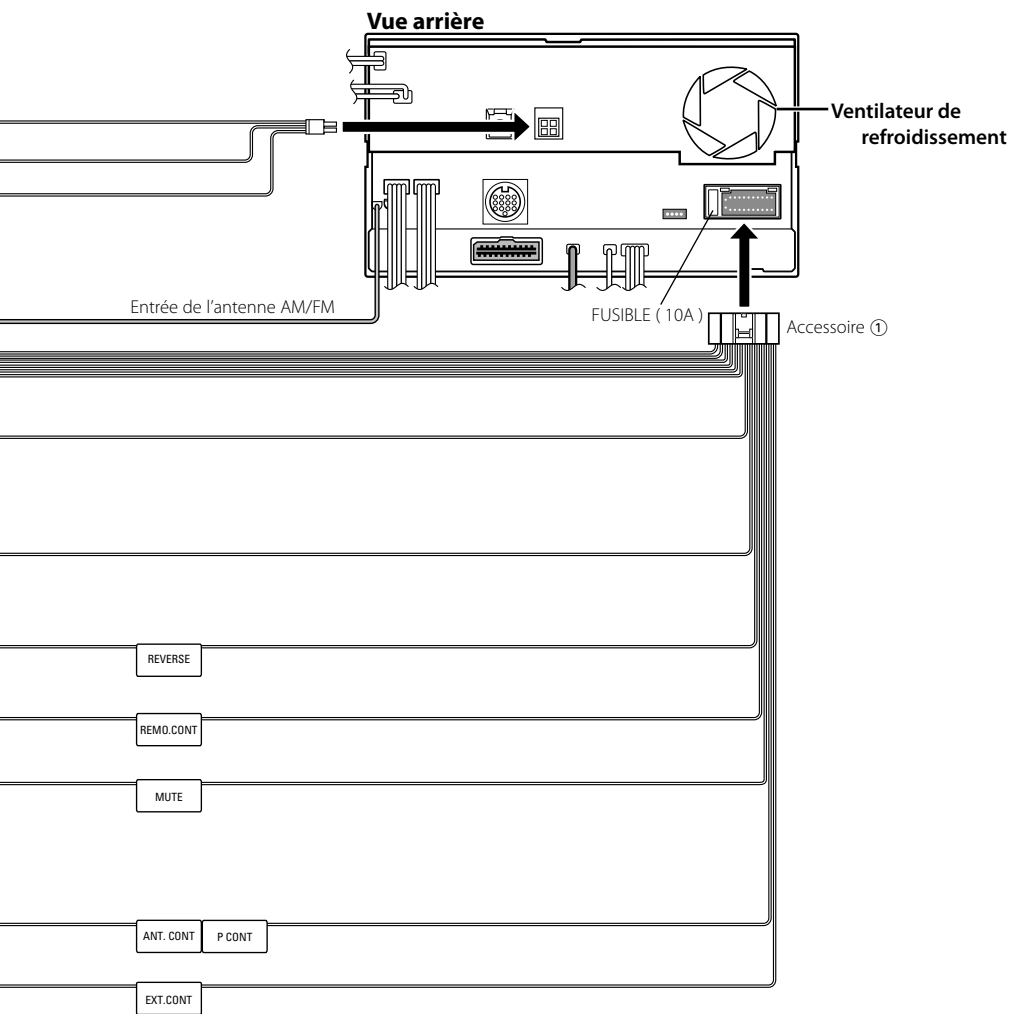 Vue arrière
Ventilateur de
refroidissement
Entrée de l'antenne AM/FM
FUSIBLE ( 10A )
Accessoire ①
REVERSE
REMO.CONT
MUTE
ANT. CONT
P CONT
EXT.CONT